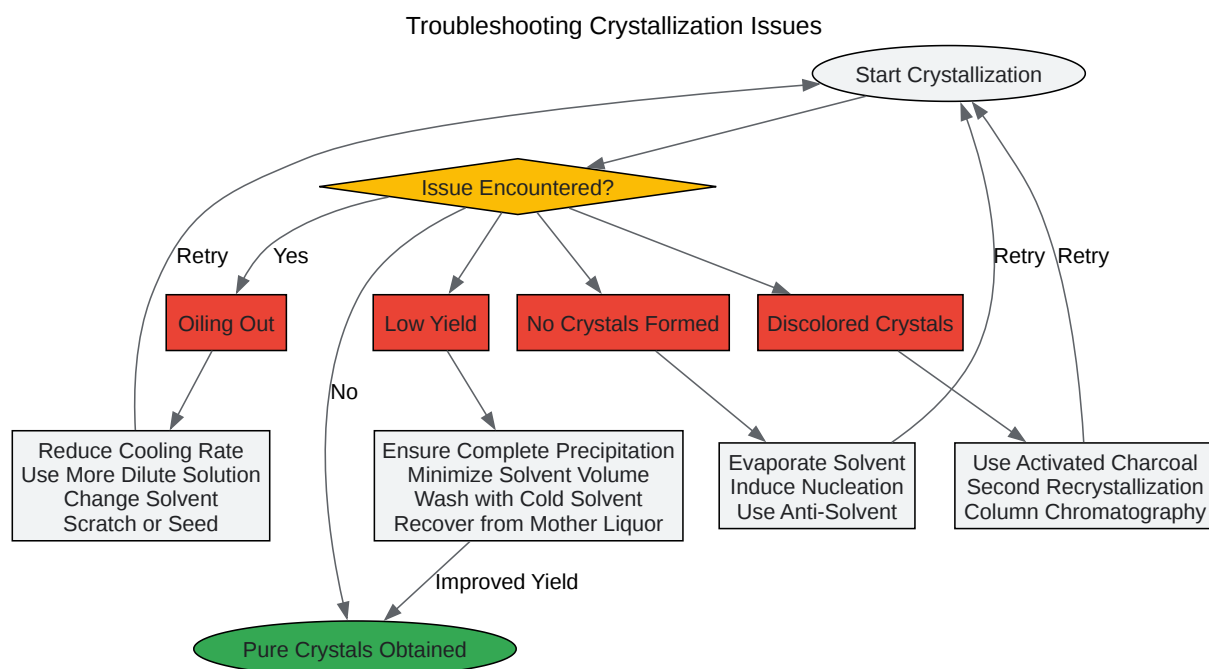 Troubleshooting Crystallization Issues
Start Crystallization
Issue Encountered?
Retry
Yes
Retry
Retry
Oiling Out
Low Yield
No Crystals Formed
Discolored Crystals
No
Reduce Cooling Rate
Use More Dilute Solution
Change Solvent
Scratch or Seed
Ensure Complete Precipitation
Minimize Solvent Volume
Wash with Cold Solvent
Recover from Mother Liquor
Evaporate Solvent
Induce Nucleation
Use Anti-Solvent
Use Activated Charcoal
Second Recrystallization
Column Chromatography
Improved Yield
Pure Crystals Obtained